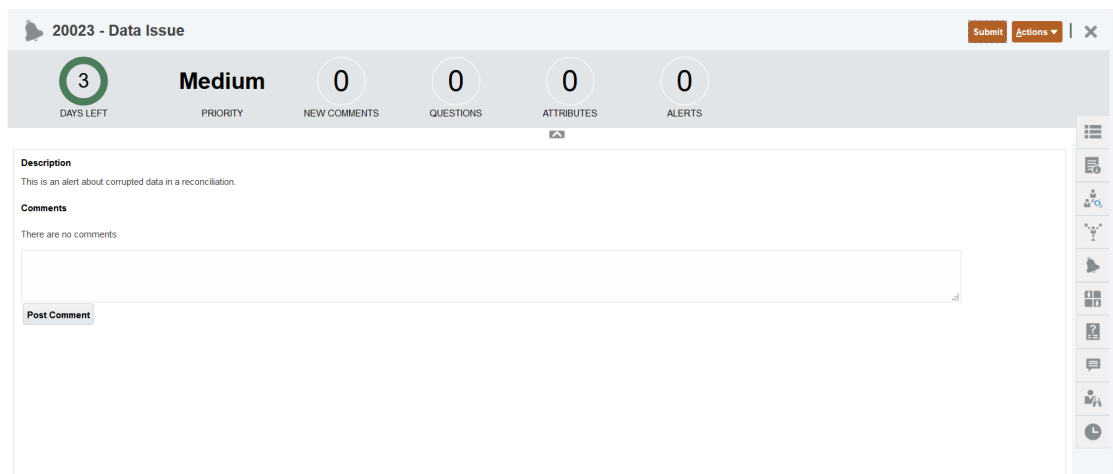 20023 - Data Issue
Submit
Actions
3
Medium
0
0
0
0
DAYS LEFT
PRIORITY
NEW COMMENTS
QUESTIONS
ATTRIBUTES
ALERTS
Description
This is an alert about corrupted data in a reconciliation.
Comments
There are no comments.
Post Comment